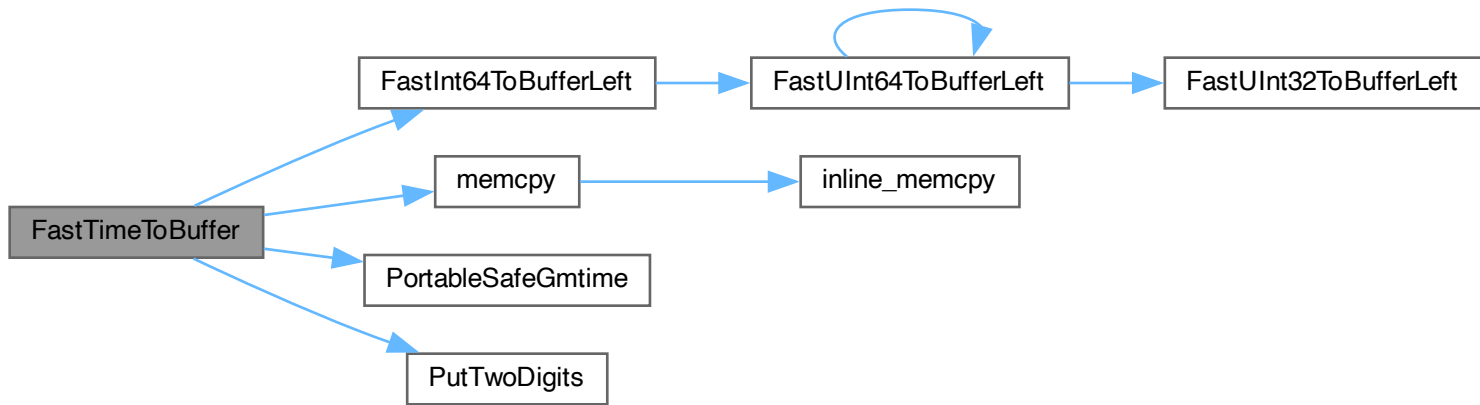 FastInt64ToBufferLeft
FastUInt64ToBufferLeft
FastUInt32ToBufferLeft
memcpy
inline_memcpy
FastTimeToBuffer
PortableSafeGmtime
PutTwoDigits